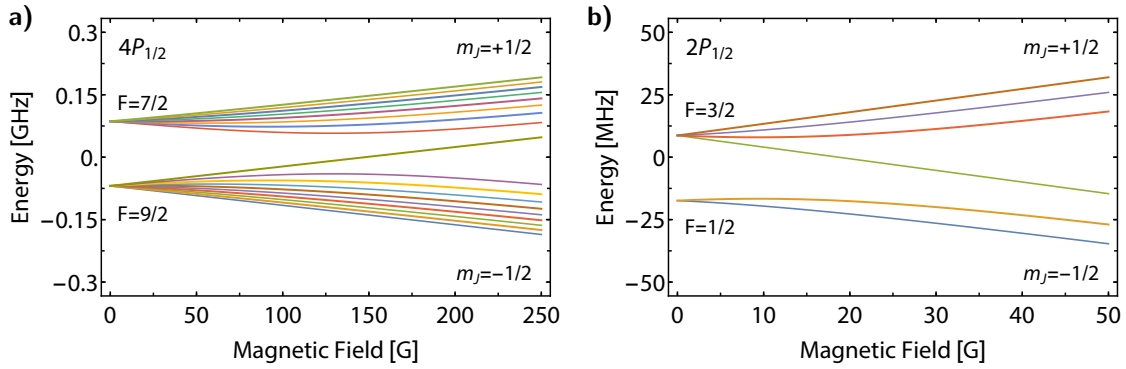 a)
4P1/2
mJ=+1/2
F=7/2
F=9/2
mJ=−1/2
Energy [GHz]
0.3
0.15
0
−0.15
−0.3
0 50 100 150 200 250
Magnetic Field [G]
b)
2P1/2
mJ=+1/2
F=3/2
F=1/2
mJ=−1/2
Energy [MHz]
50
25
0
−25
−50
0 10 20 30 40 50
Magnetic Field [G]